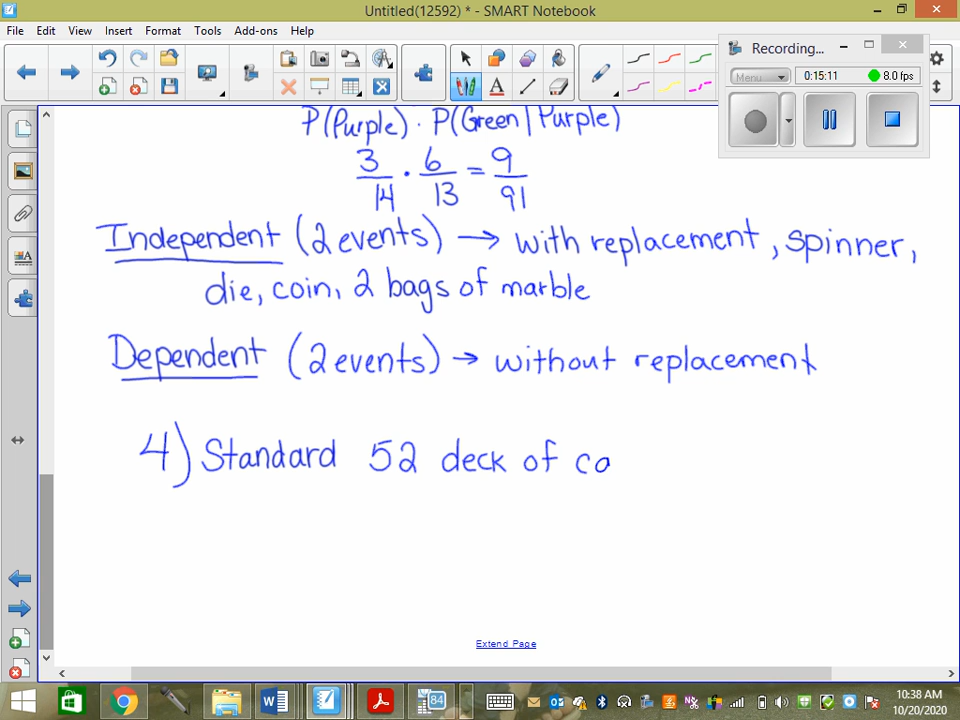 Untitled(12592) * - SMART Notebook
File Edit View Insert Format Tools Add-ons Help
Recording...
Menu 0:15:11 8.0 fps
P(Purple) · P(Green | Purple)
3/14 · 6/13 = 9/91
Independent (2 events) → with replacement, spinner,
die, coin, 2 bags of marble
Dependent (2 events) → without replacement
4) Standard 52 deck of ca
Extend Page
84
10:38 AM
10/20/2020